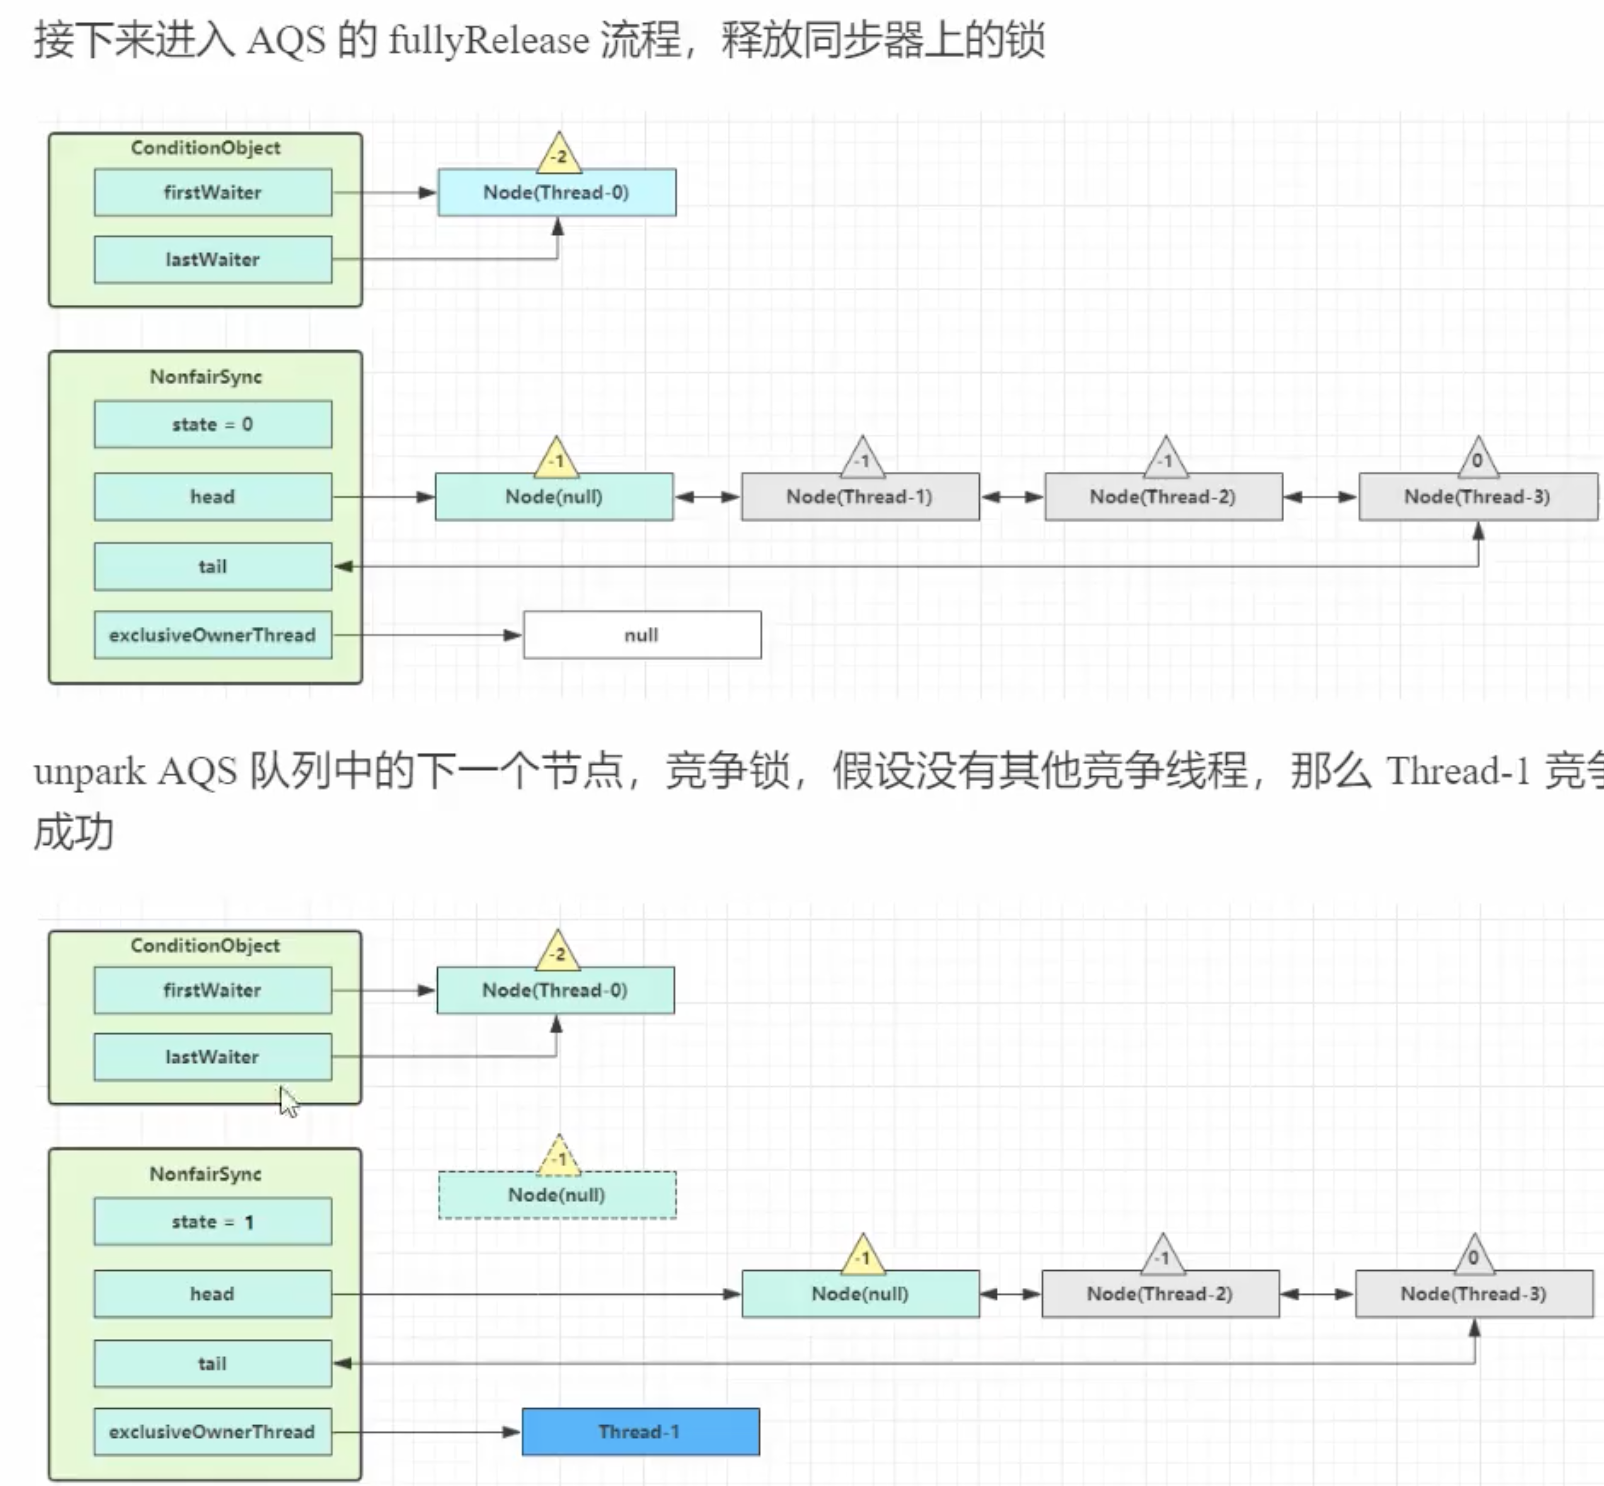 接下来进入 AQS 的 fullyRelease 流程，释放同步器上的锁
ConditionObject
-2
firstWaiter
Node(Thread-0)
lastWaiter
NonfairSync
state = 0
-1
-1
-1
0
head
Node(null)
Node(Thread-1)
Node(Thread-2)
Node(Thread-3)
tail
exclusiveOwnerThread
null
unpark AQS 队列中的下一个节点，竞争锁，假设没有其他竞争线程，那么 Thread-1 竞争
成功
ConditionObject
-2
firstWaiter
Node(Thread-0)
lastWaiter
-1
NonfairSync
Node(null)
state = 1
-1
-1
0
head
Node(null)
Node(Thread-2)
Node(Thread-3)
tail
exclusiveOwnerThread
Thread-1